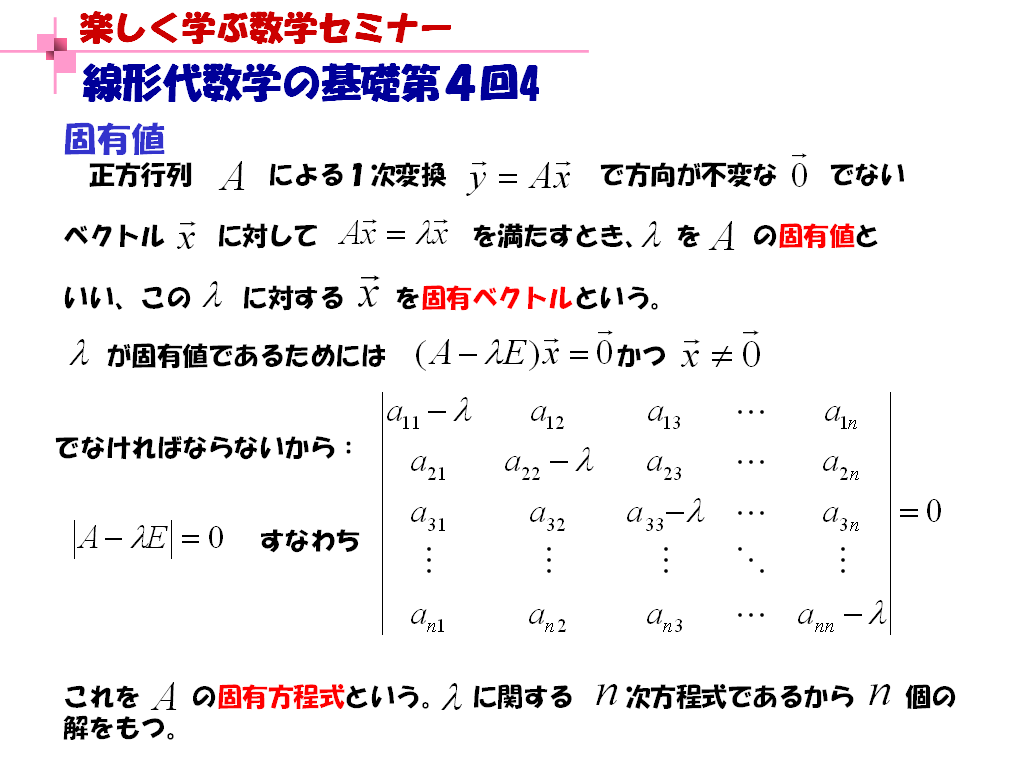 楽しく学ぶ数学セミナー
線形代数学の基礎第4回4
固有値
正方行列 A による1次変換 y⃗ = Ax⃗ で方向が不変な 0⃗ でない
ベクトル x⃗ に対して Ax⃗ = λx⃗ を満たすとき、λ を A の固有値と
いい、この λ に対する x⃗ を固有ベクトルという。
λ が固有値であるためには (A − λE)x⃗ = 0⃗ かつ x⃗ ≠ 0⃗
でなければならないから：
|A − λE| = 0 すなわち
a₁₁ − λ a₁₂ a₁₃ ⋯ a₁ₙ
a₂₁ a₂₂ − λ a₂₃ ⋯ a₂ₙ
a₃₁ a₃₂ a₃₃ − λ ⋯ a₃ₙ = 0
⋮ ⋮ ⋮ ⋱ ⋮
aₙ₁ aₙ₂ aₙ₃ ⋯ aₙₙ − λ
これを A の固有方程式という。λ に関する n 次方程式であるから n 個の
解をもつ。